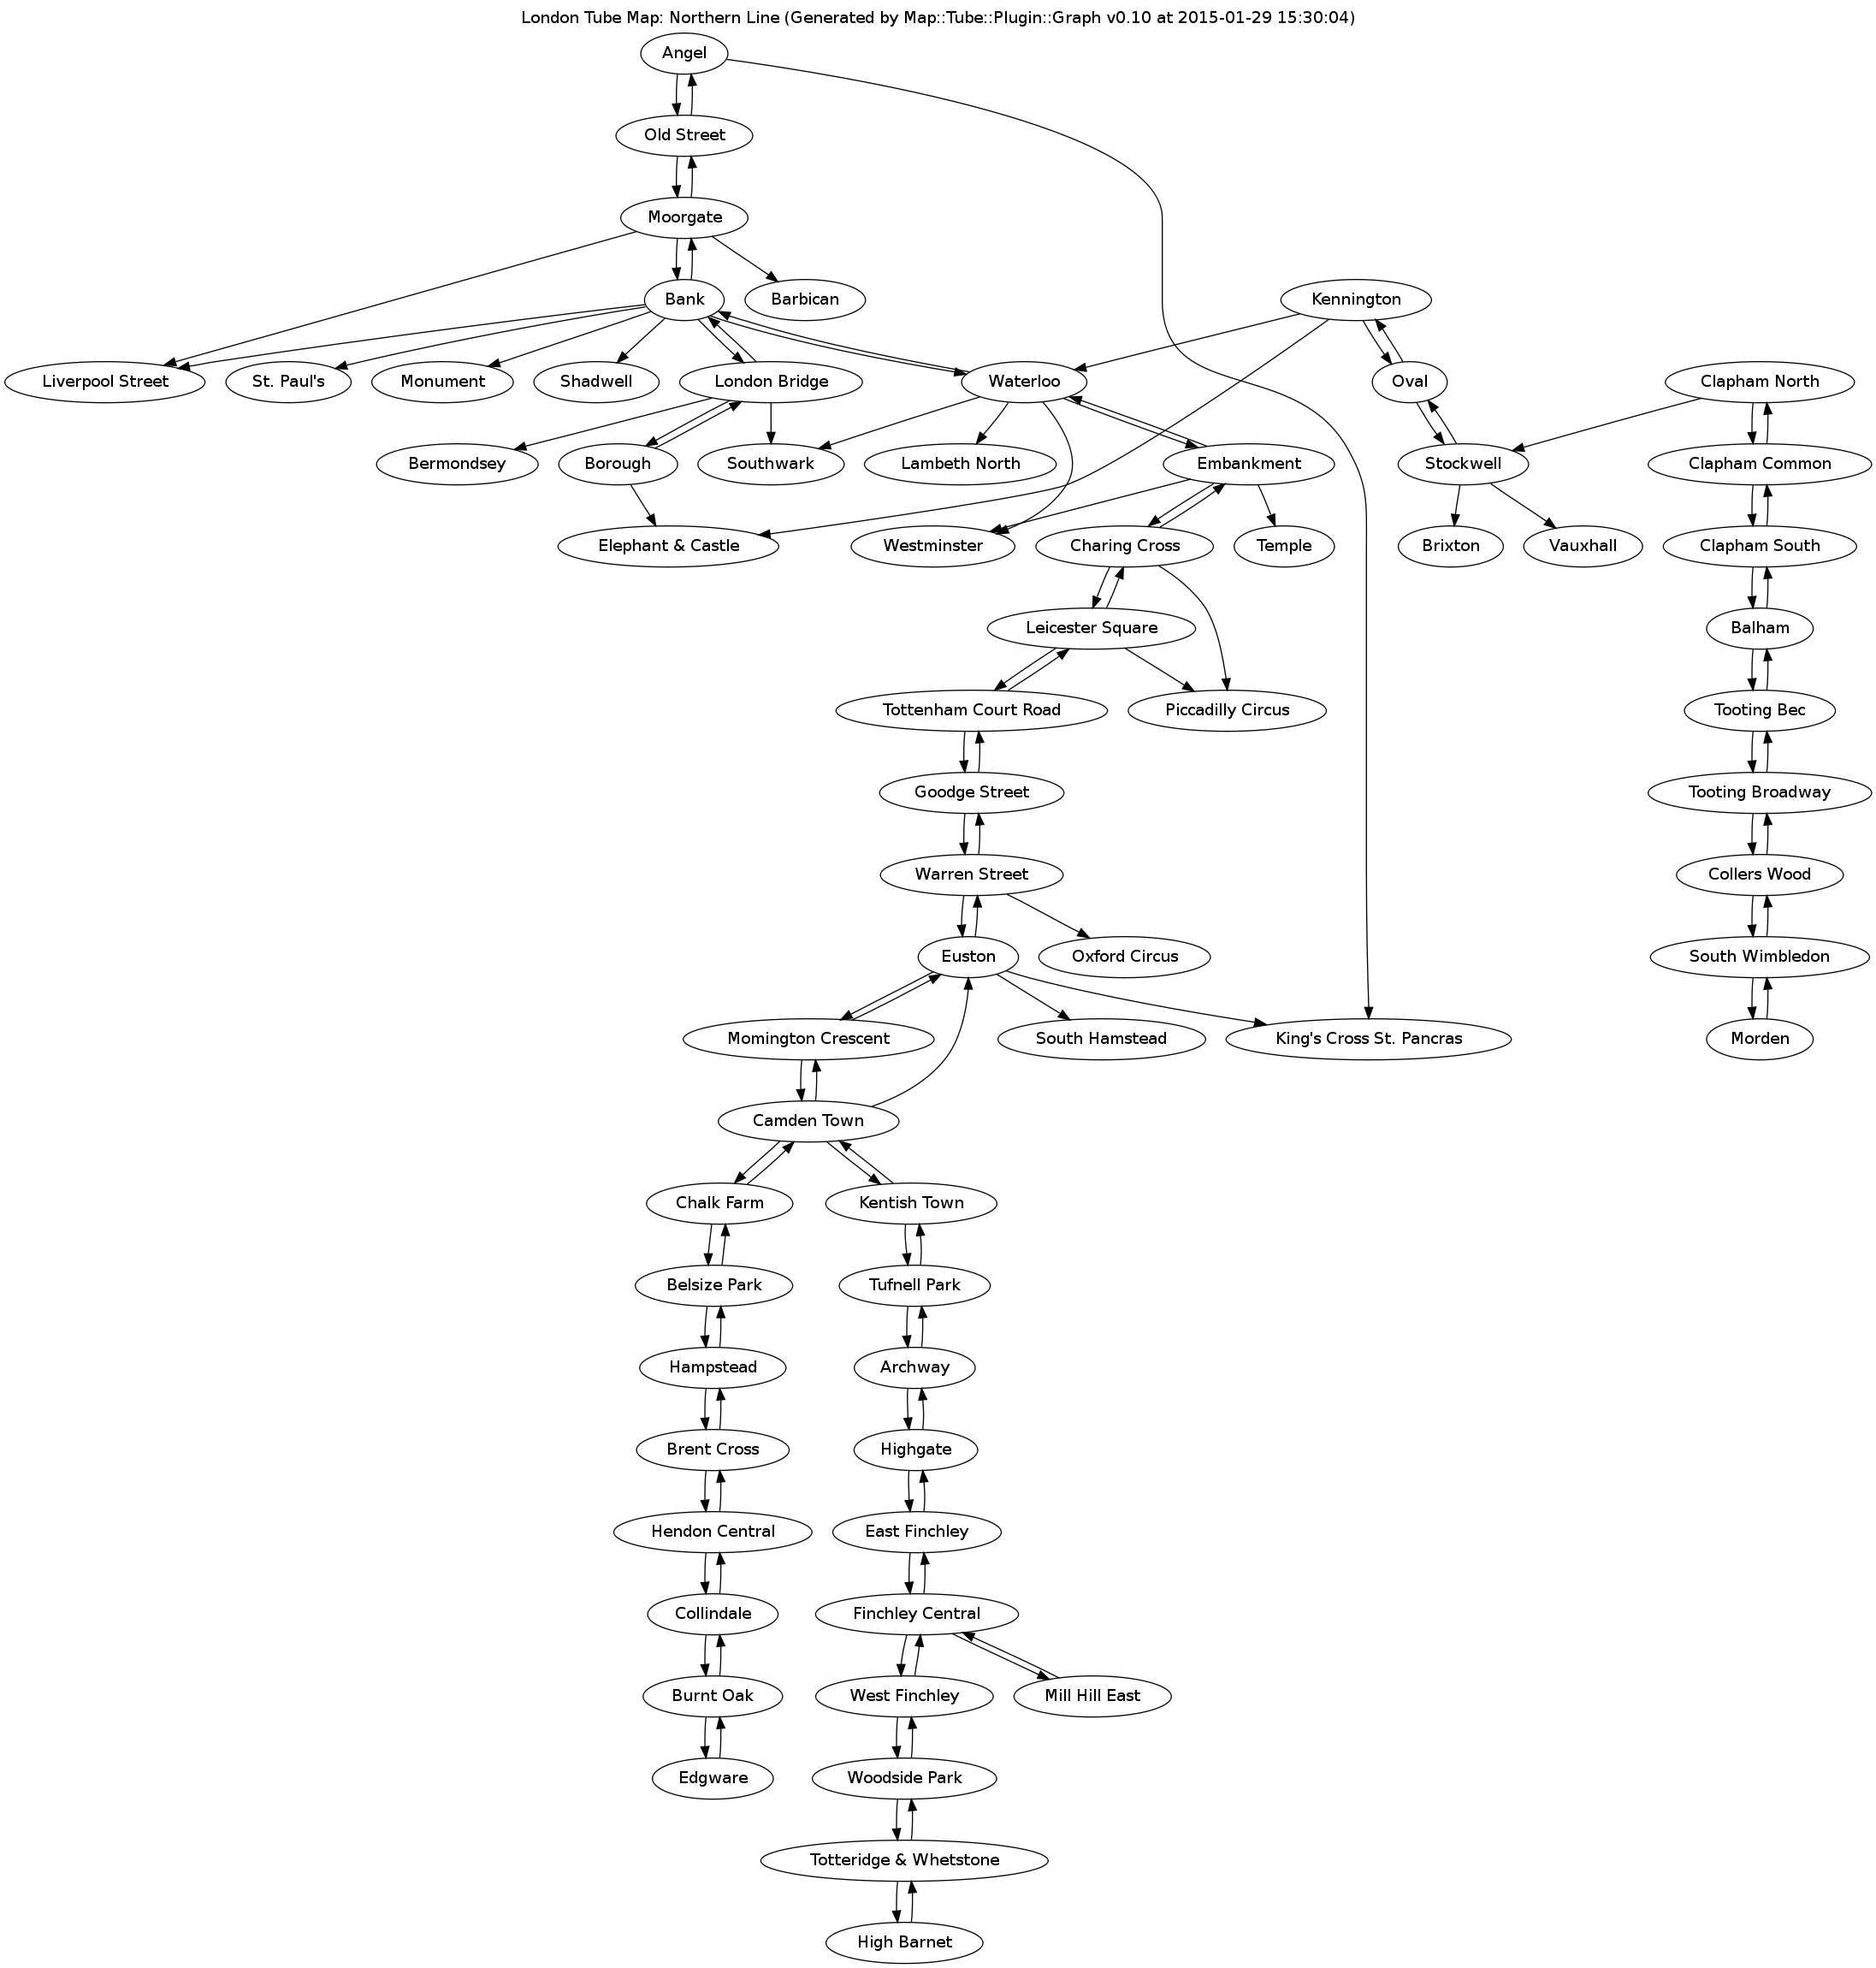 London Tube Map: Northern Line (Generated by Map::Tube::Plugin::Graph v0.10 at 2015-01-29 15:30:04)
Angel
Old Street
Moorgate
Bank
Barbican
Kennington
Liverpool Street
St. Paul's
Monument
Shadwell
London Bridge
Waterloo
Oval
Clapham North
Bermondsey
Borough
Southwark
Lambeth North
Embankment
Stockwell
Clapham Common
Elephant & Castle
Westminster
Charing Cross
Temple
Brixton
Vauxhall
Clapham South
Leicester Square
Balham
Tottenham Court Road
Piccadilly Circus
Tooting Bec
Goodge Street
Tooting Broadway
Warren Street
Collers Wood
Euston
Oxford Circus
South Wimbledon
Momington Crescent
South Hamstead
King's Cross St. Pancras
Morden
Camden Town
Chalk Farm
Kentish Town
Belsize Park
Tufnell Park
Hampstead
Archway
Brent Cross
Highgate
Hendon Central
East Finchley
Collindale
Finchley Central
Burnt Oak
West Finchley
Mill Hill East
Edgware
Woodside Park
Totteridge & Whetstone
High Barnet